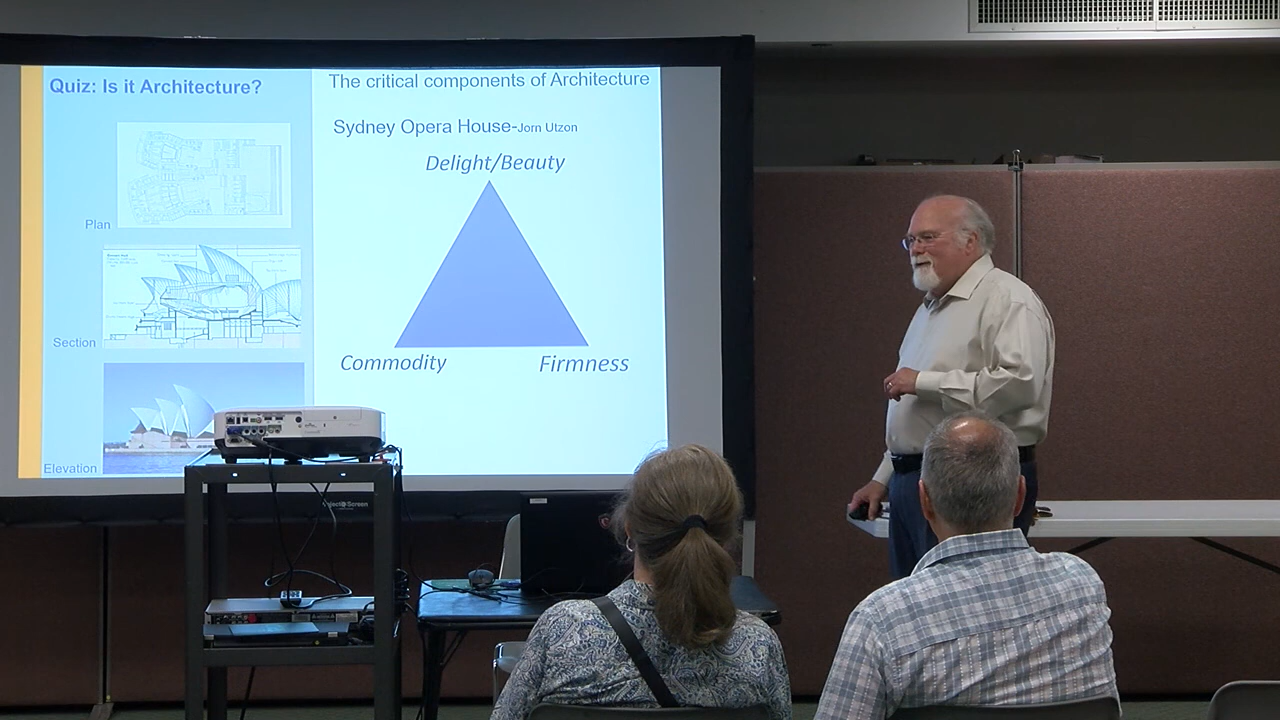 Quiz: Is it Architecture?
Plan
Section
Elevation
The critical components of Architecture
Sydney Opera House-Jorn Utzon
Delight/Beauty
Commodity
Firmness